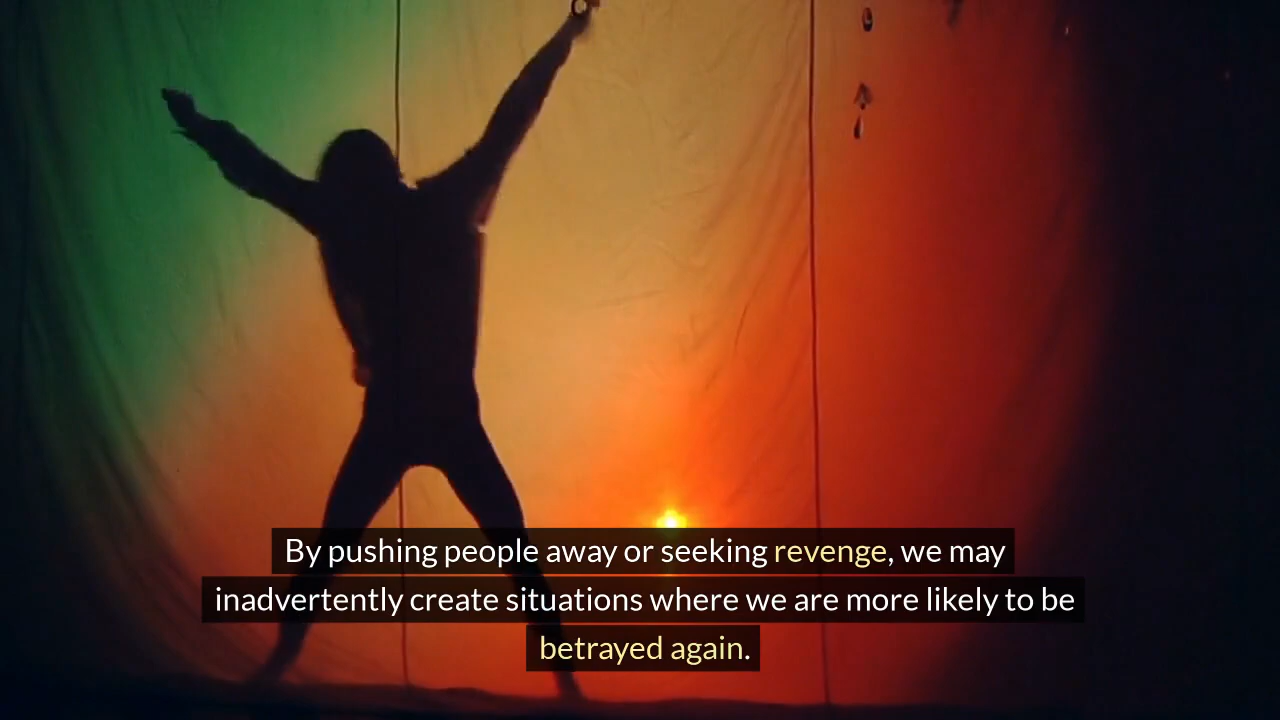 By pushing people away or seeking revenge, we may
inadvertently create situations where we are more likely to be
betrayed again.